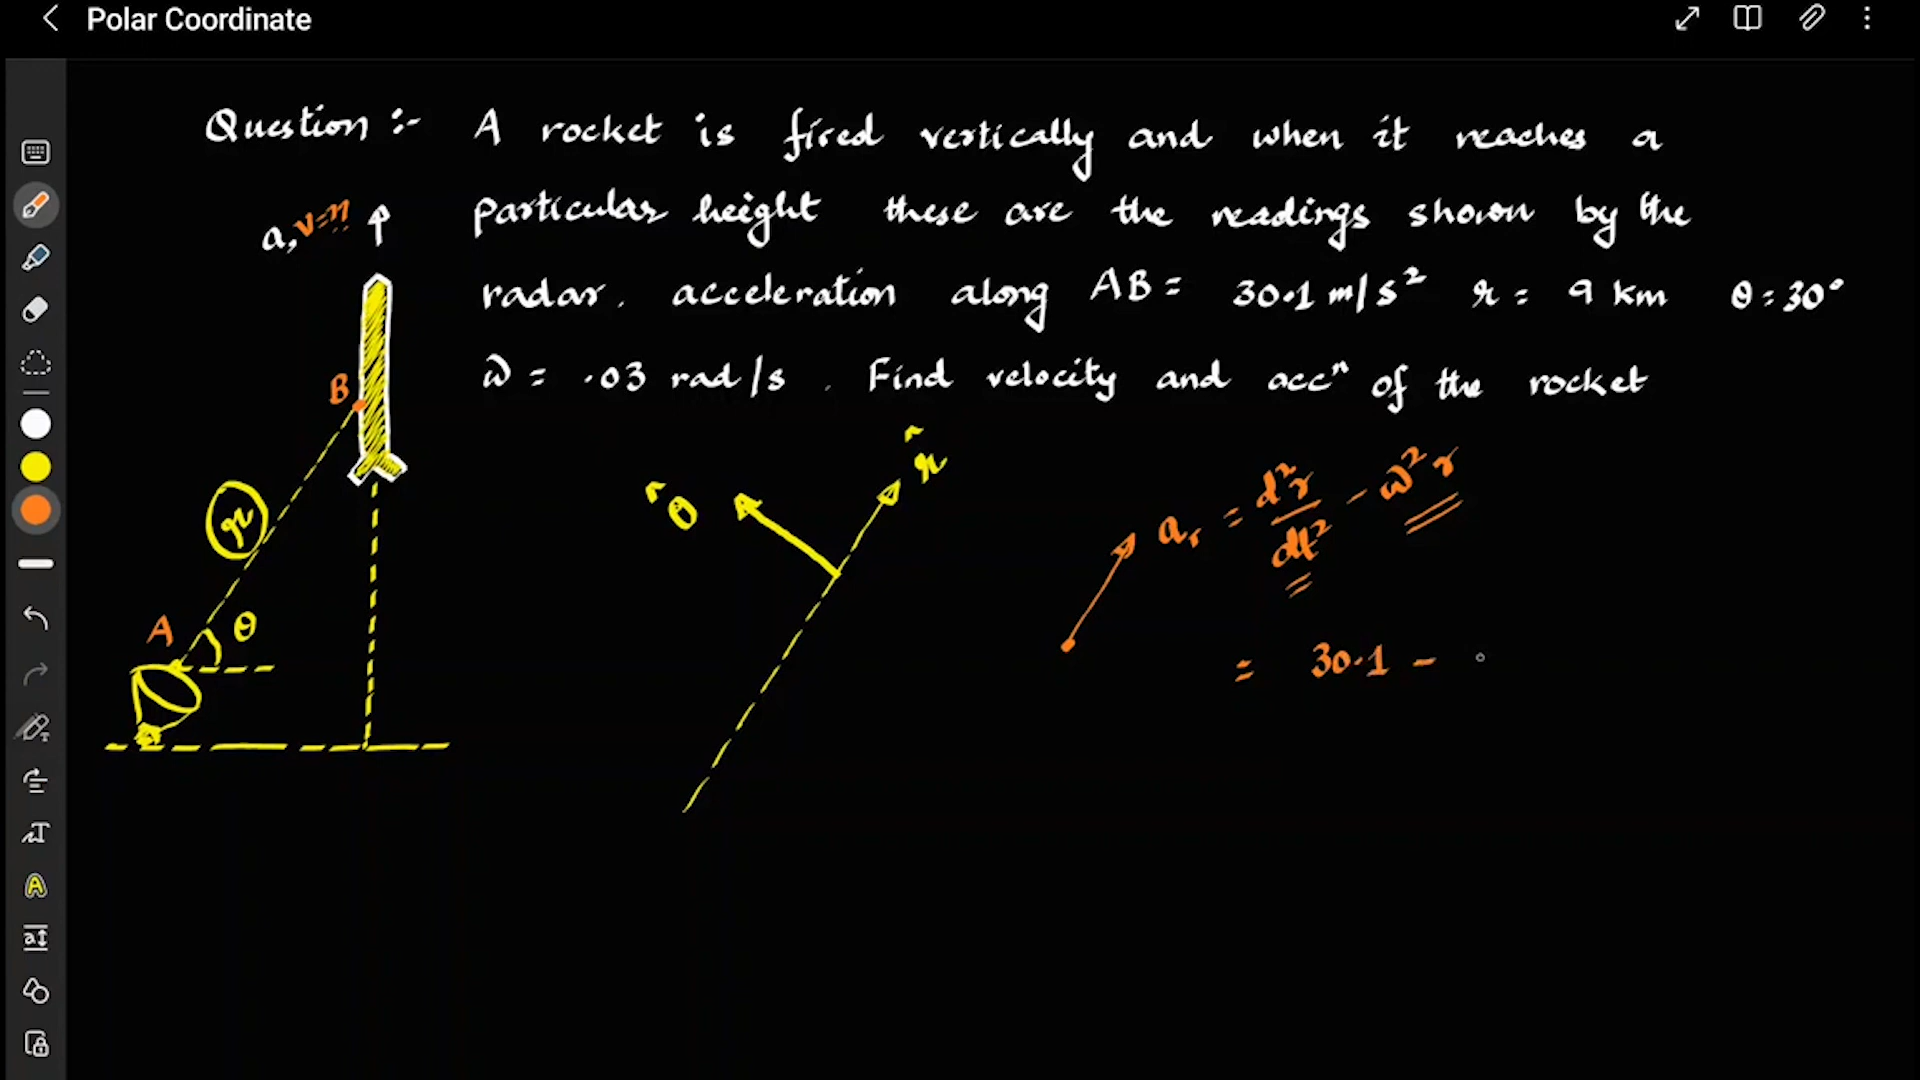 Polar Coordinate
Question :- A rocket is fired vertically and when it reaches a
particular height these are the readings shown by the
radar. acceleration along AB = 30.1 m/s² r = 9 km θ = 30°
ω = .03 rad/s . Find velocity and accⁿ of the rocket
a, v=??
B
r
A
θ
θ̂
r̂
aᵣ = d²r/dt² - ω²r
= 30.1 -